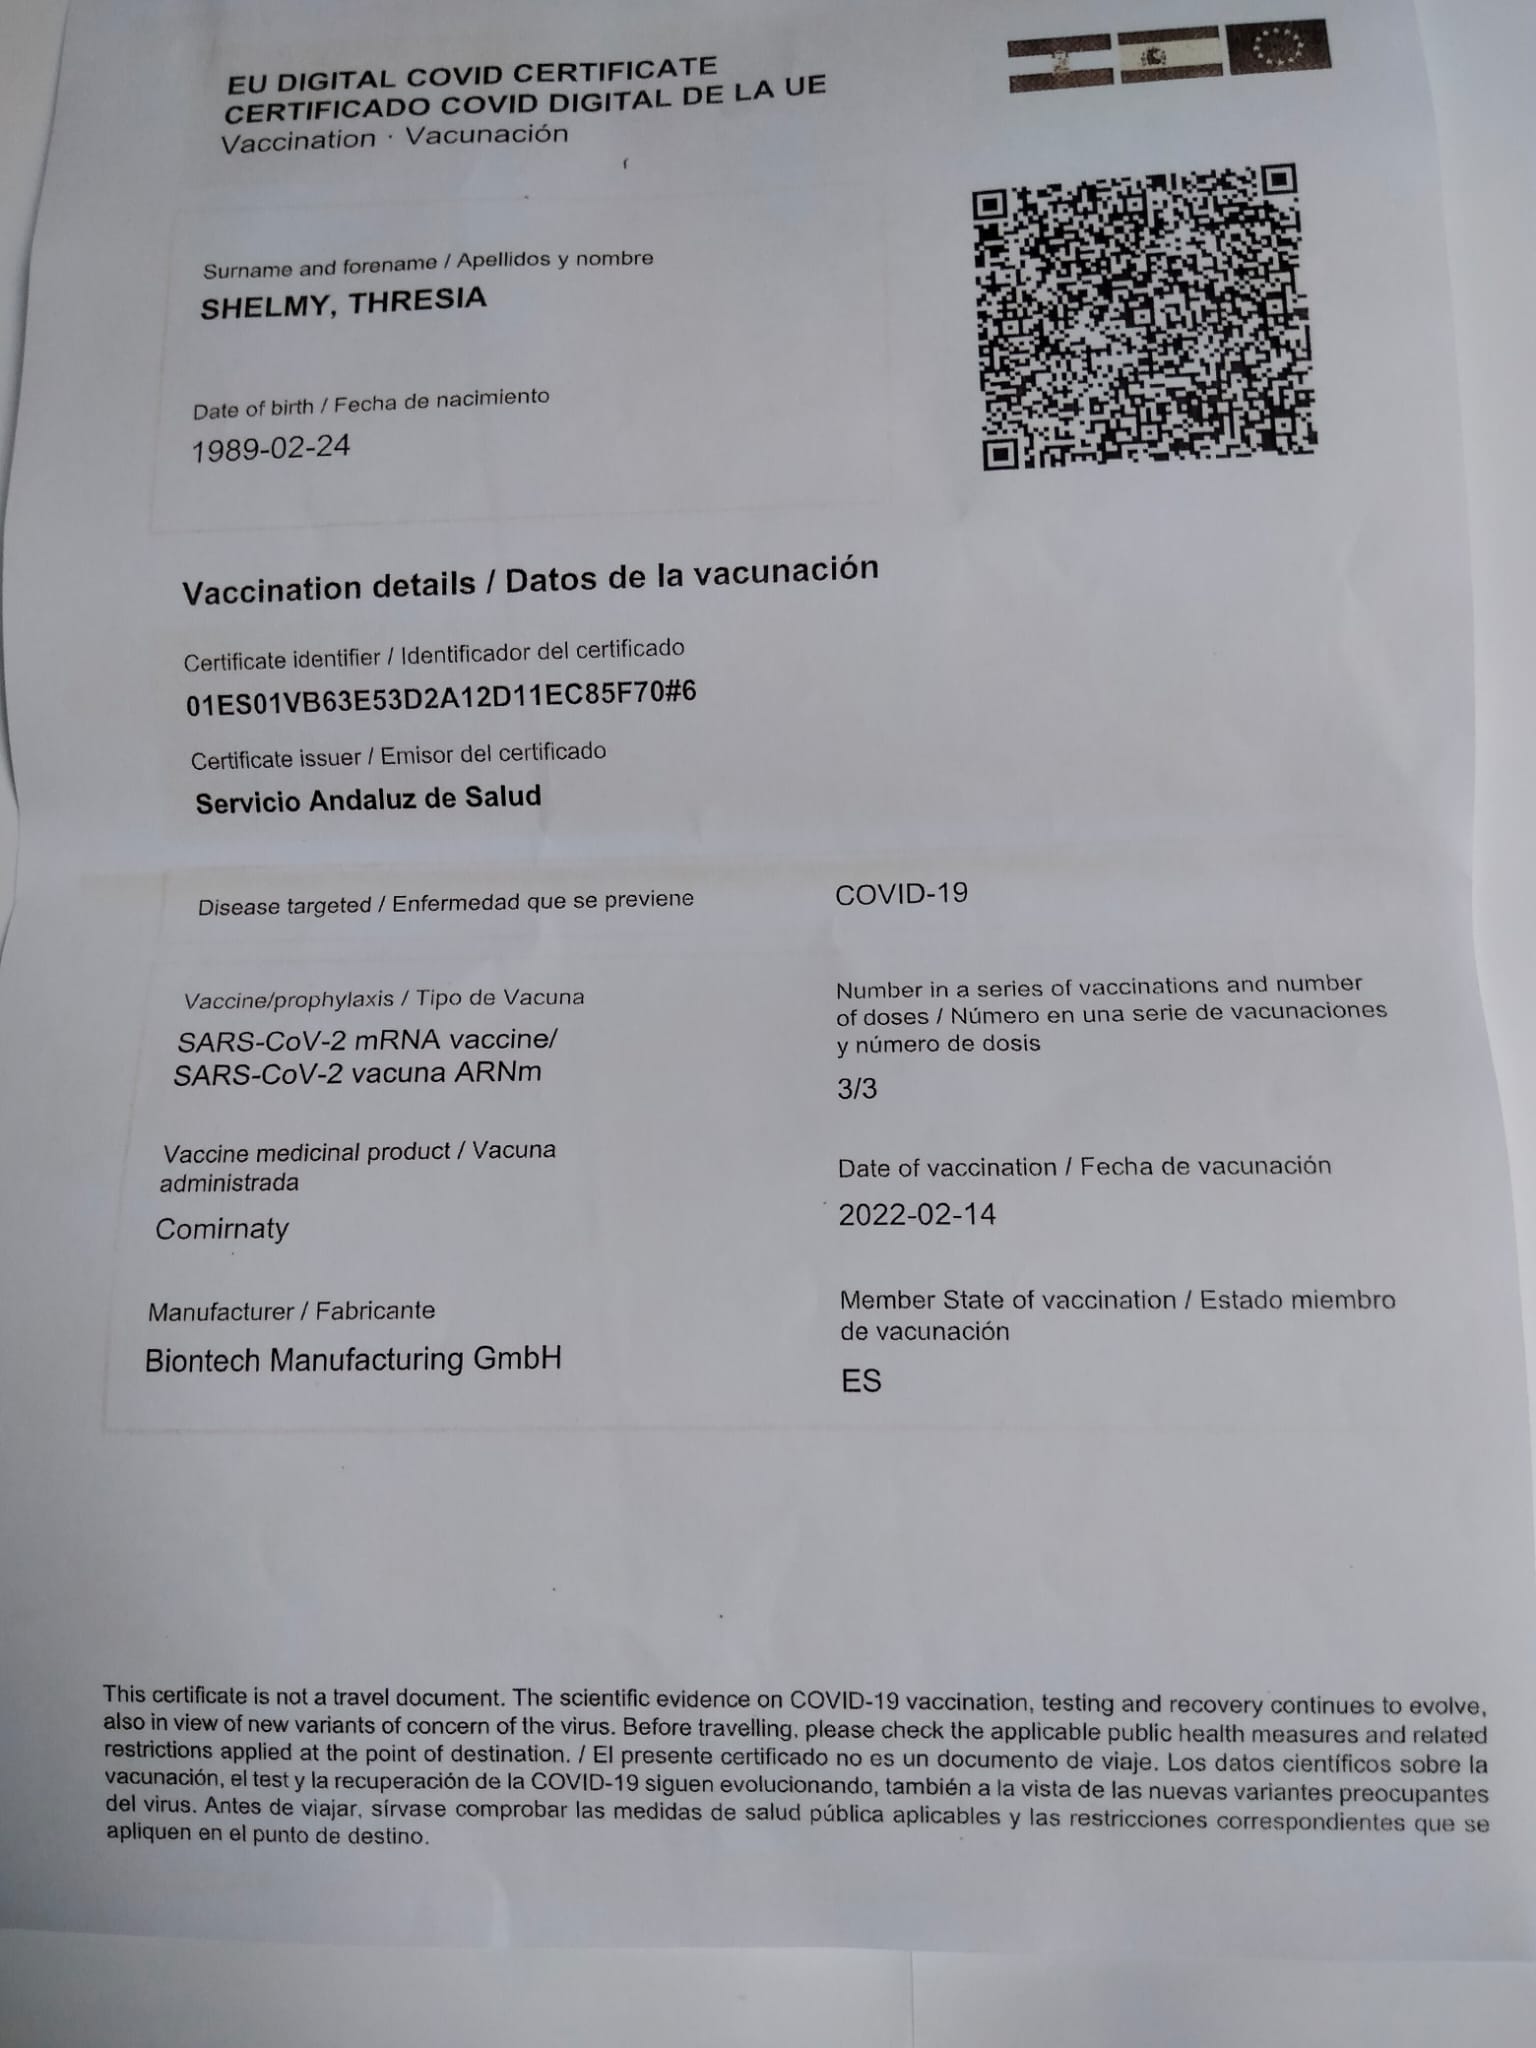 EU DIGITAL COVID CERTIFICATE
CERTIFICADO COVID DIGITAL DE LA UE
Vaccination · Vacunación
Surname and forename / Apellidos y nombre
SHELMY, THRESIA
Date of birth / Fecha de nacimiento
1989-02-24
Vaccination details / Datos de la vacunación
Certificate identifier / Identificador del certificado
01ES01VB63E53D2A12D11EC85F70#6
Certificate issuer / Emisor del certificado
Servicio Andaluz de Salud
Disease targeted / Enfermedad que se previene
COVID-19
Vaccine/prophylaxis / Tipo de Vacuna
SARS-CoV-2 mRNA vaccine/
SARS-CoV-2 vacuna ARNm
Number in a series of vaccinations and number
of doses / Número en una serie de vacunaciones
y número de dosis
3/3
Vaccine medicinal product / Vacuna
administrada
Comirnaty
Date of vaccination / Fecha de vacunación
2022-02-14
Manufacturer / Fabricante
Biontech Manufacturing GmbH
Member State of vaccination / Estado miembro
de vacunación
ES
This certificate is not a travel document. The scientific evidence on COVID-19 vaccination, testing and recovery continues to evolve,
also in view of new variants of concern of the virus. Before travelling, please check the applicable public health measures and related
restrictions applied at the point of destination. / El presente certificado no es un documento de viaje. Los datos científicos sobre la
vacunación, el test y la recuperación de la COVID-19 siguen evolucionando, también a la vista de las nuevas variantes preocupantes
del virus. Antes de viajar, sírvase comprobar las medidas de salud pública aplicables y las restricciones correspondientes que se
apliquen en el punto de destino.